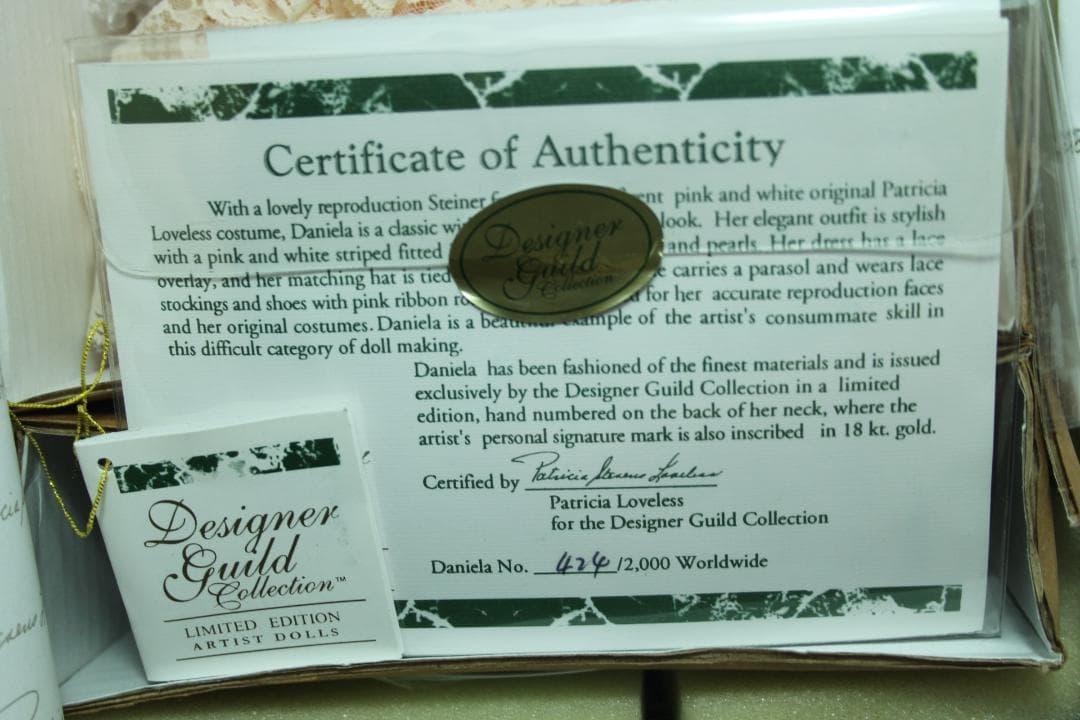 Certificate of Authenticity
With a lovely reproduction Steiner pink and white original Patricia
Loveless costume, Daniela is a classic look. Her elegant outfit is stylish
with a pink and white striped fitted and pearls. Her dress has a lace
overlay, and her matching hat is tied carries a parasol and wears lace
stockings and shoes with pink ribbon for her accurate reproduction faces
and her original costumes. Daniela is a example of the artist's consummate skill in
this difficult category of doll making.
Designer
Guild
Collection
Daniela has been fashioned of the finest materials and is issued
exclusively by the Designer Guild Collection in a limited
edition, hand numbered on the back of her neck, where the
artist's personal signature mark is also inscribed in 18 kt. gold.
Certified by Patricia Stevens Loveless
Patricia Loveless
for the Designer Guild Collection
Daniela No. 424/2,000 Worldwide
Designer
Guild
Collection™
LIMITED EDITION
ARTIST DOLLS